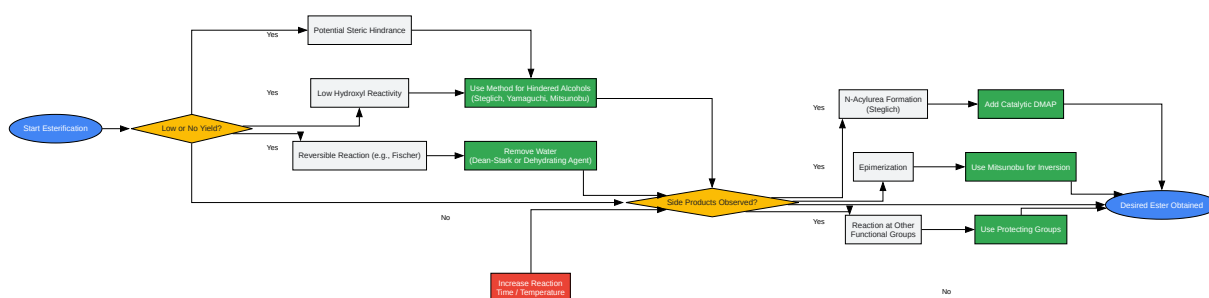 Start Esterification
Low or No Yield?
Yes
Potential Steric Hindrance
Yes
Low Hydroxyl Reactivity
Use Method for Hindered Alcohols
(Steglich, Yamaguchi, Mitsunobu)
Yes
Reversible Reaction (e.g., Fischer)
Remove Water
(Dean-Stark or Dehydrating Agent)
No
Increase Reaction
Time / Temperature
Side Products Observed?
Yes
N-Acylurea Formation
(Steglich)
Add Catalytic DMAP
Yes
Epimerization
Use Mitsunobu for Inversion
Yes
Reaction at Other
Functional Groups
Use Protecting Groups
No
Desired Ester Obtained